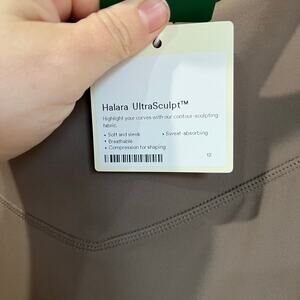 Halara UltraSculpt™
Highlight your curves with our contour-sculpting
fabric.
• Soft and sleek • Sweat-absorbing
• Breathable
• Compression for shaping
12